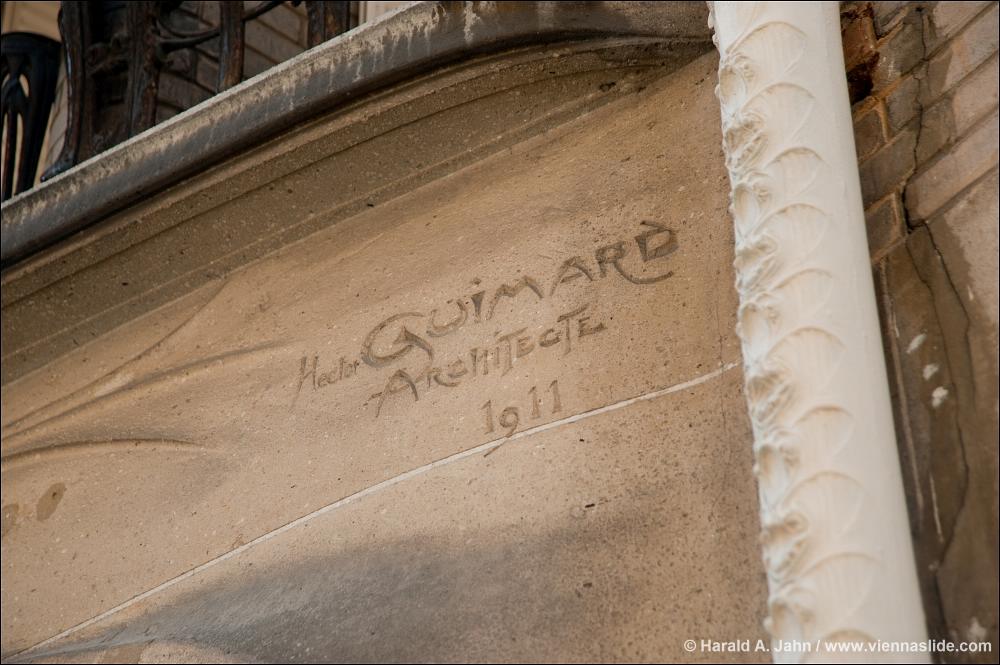 Hector GUIMARD
ARCHITECTE
1911
© Harald A. Jahn / www.viennaslide.com